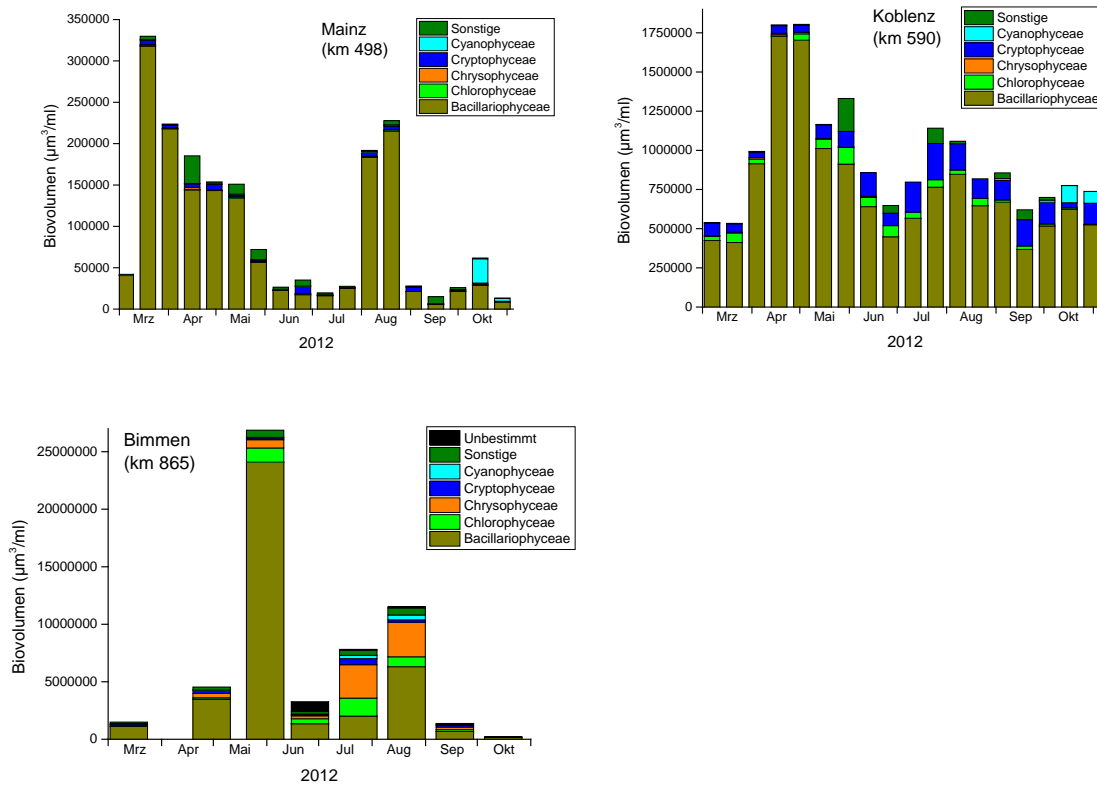 Mainz
(km 498)
Sonstige
Cyanophyceae
Cryptophyceae
Chrysophyceae
Chlorophyceae
Bacillariophyceae
Biovolumen (µm³/ml)
350000
300000
250000
200000
150000
100000
50000
0
Mrz Apr Mai Jun Jul Aug Sep Okt
2012
Koblenz
(km 590)
Sonstige
Cyanophyceae
Cryptophyceae
Chrysophyceae
Chlorophyceae
Bacillariophyceae
Biovolumen (µm³/ml)
1750000
1500000
1250000
1000000
750000
500000
250000
0
Mrz Apr Mai Jun Jul Aug Sep Okt
2012
Bimmen
(km 865)
Unbestimmt
Sonstige
Cyanophyceae
Cryptophyceae
Chrysophyceae
Chlorophyceae
Bacillariophyceae
Biovolumen (µm³/ml)
25000000
20000000
15000000
10000000
5000000
0
Mrz Apr Mai Jun Jul Aug Sep Okt
2012